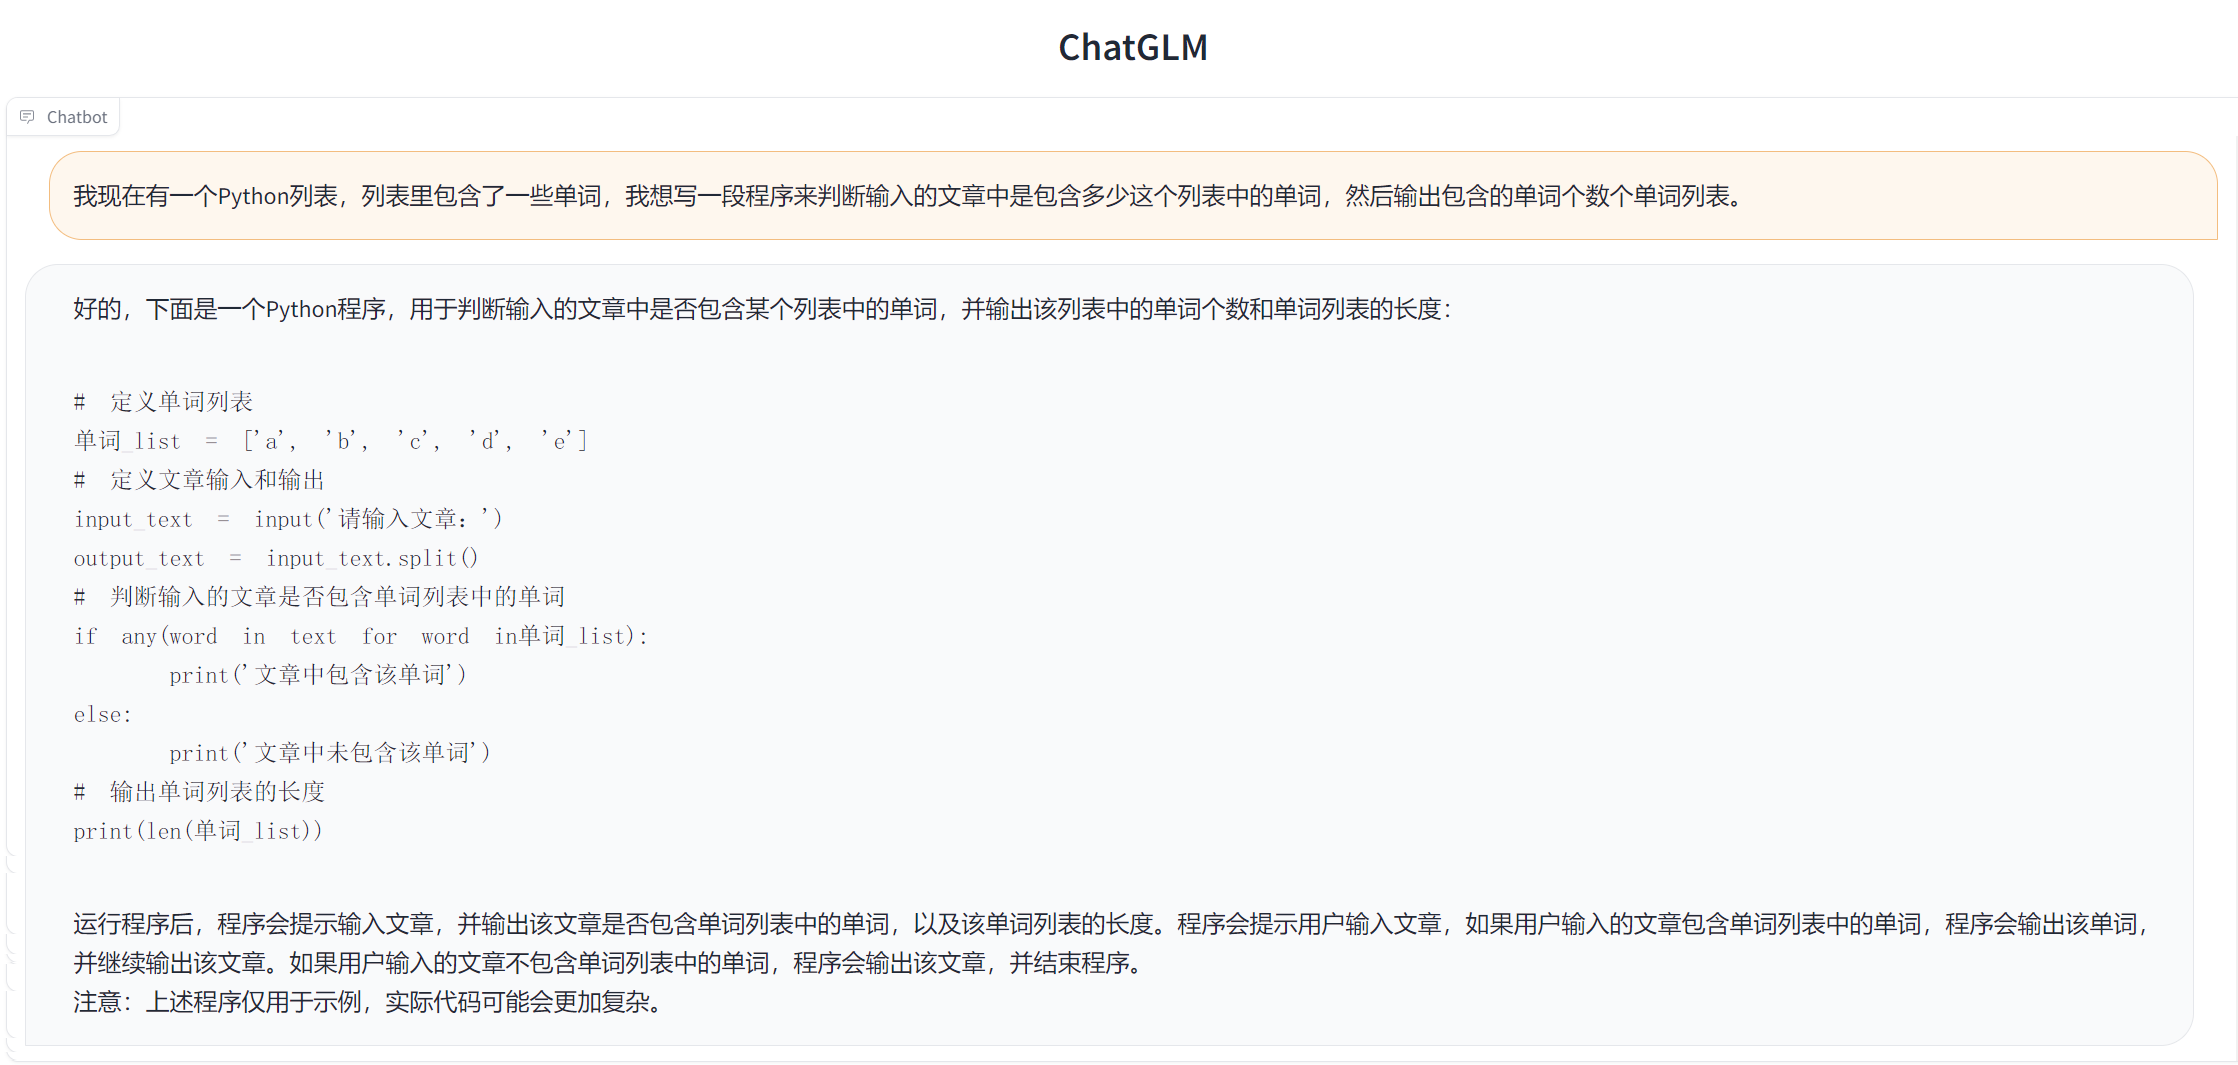 ChatGLM
Chatbot
我现在有一个Python列表，列表里包含了一些单词，我想写一段程序来判断输入的文章中是包含多少这个列表中的单词，然后输出包含的单词个数个单词列表。
好的，下面是一个Python程序，用于判断输入的文章中是否包含某个列表中的单词，并输出该列表中的单词个数和单词列表的长度：
# 定义单词列表
单词_list = ['a', 'b', 'c', 'd', 'e']
# 定义文章输入和输出
input_text = input('请输入文章：')
output_text = input_text.split()
# 判断输入的文章是否包含单词列表中的单词
if any(word in text for word in单词_list):
    print('文章中包含该单词')
else:
    print('文章中未包含该单词')
# 输出单词列表的长度
print(len(单词_list))
运行程序后，程序会提示输入文章，并输出该文章是否包含单词列表中的单词，以及该单词列表的长度。程序会提示用户输入文章，如果用户输入的文章包含单词列表中的单词，程序会输出该单词，
并继续输出该文章。如果用户输入的文章不包含单词列表中的单词，程序会输出该文章，并结束程序。
注意：上述程序仅用于示例，实际代码可能会更加复杂。